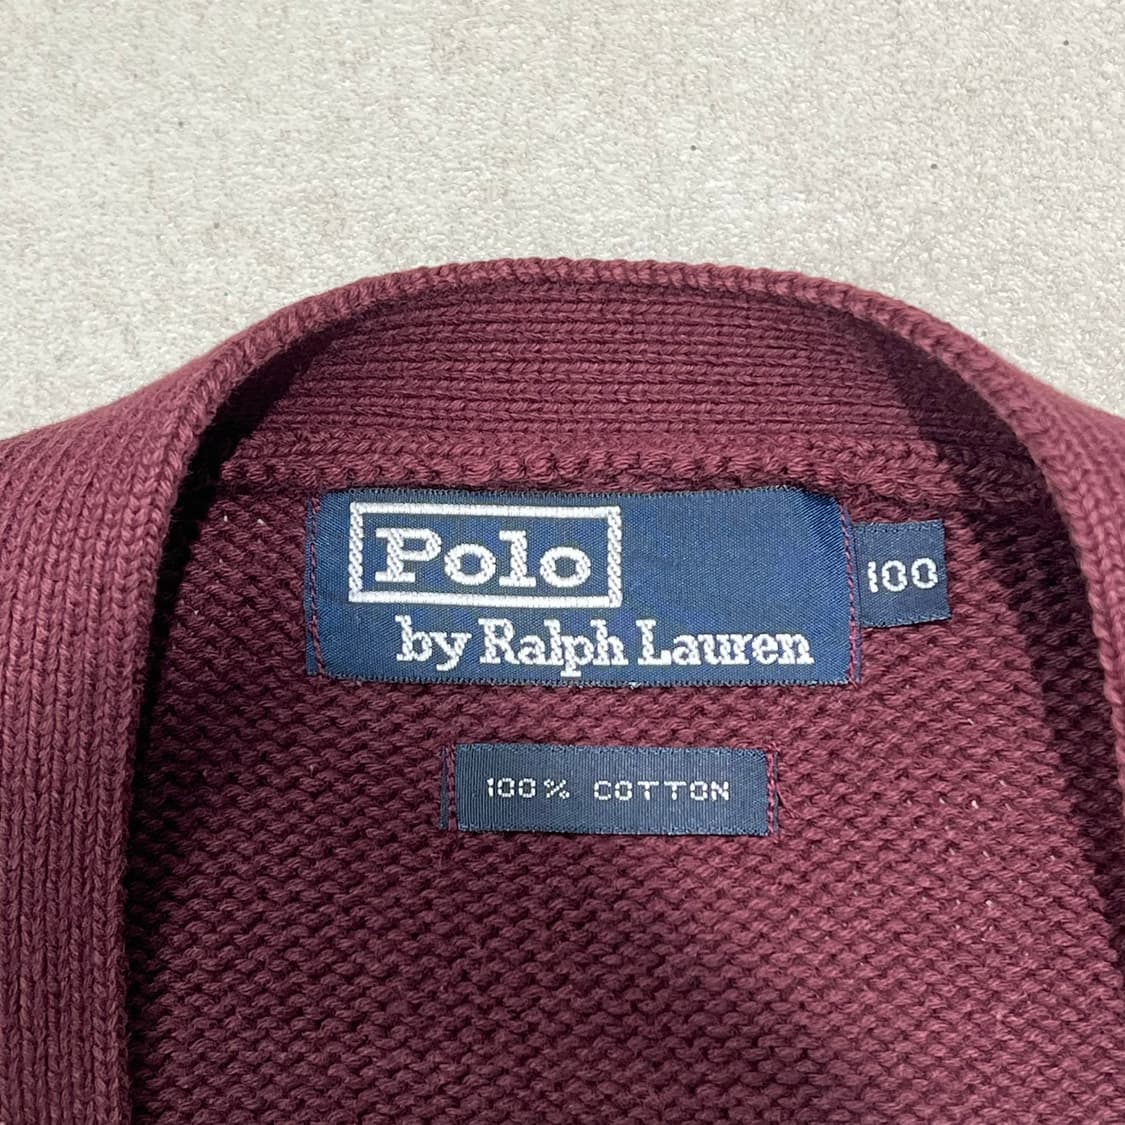 Polo
by Ralph Lauren
100
100% COTTON